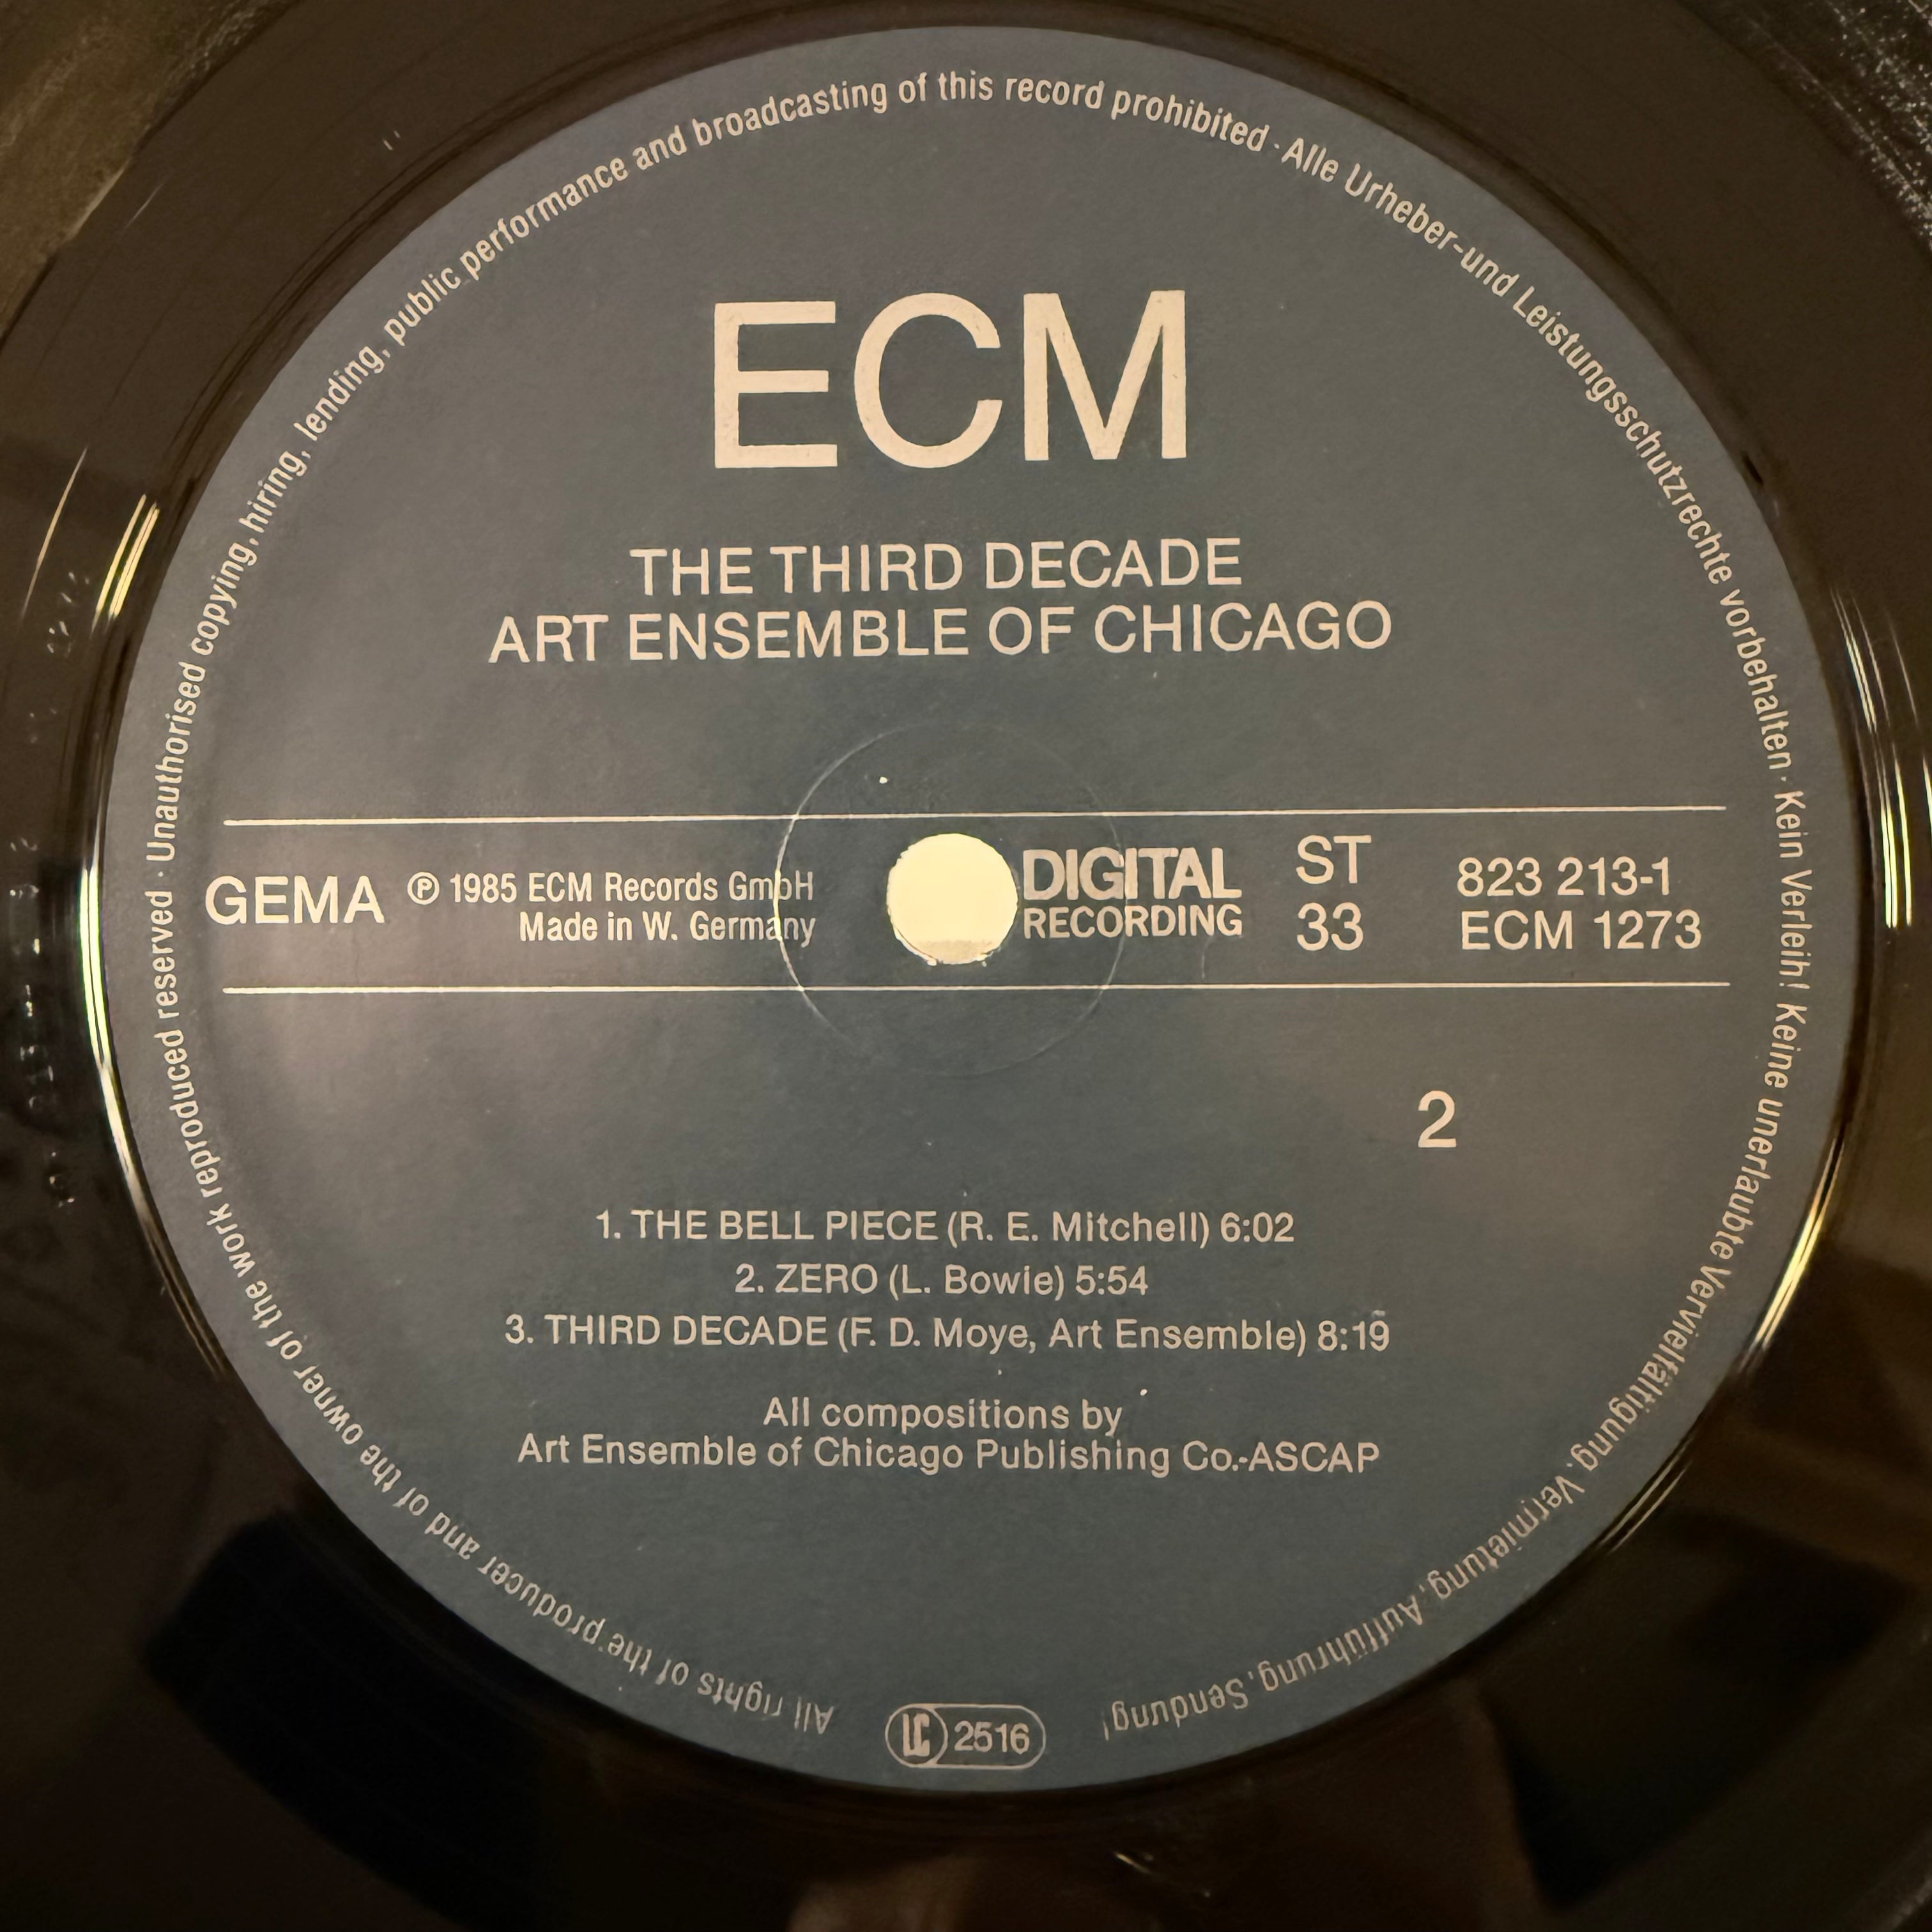 ECM
THE THIRD DECADE
ART ENSEMBLE OF CHICAGO
GEMA
℗ 1985 ECM Records GmbH
Made in W. Germany
DIGITAL
RECORDING
ST
33
823 213-1
ECM 1273
2
1. THE BELL PIECE (R. E. Mitchell) 6:02
2. ZERO (L. Bowie) 5:54
3. THIRD DECADE (F. D. Moye, Art Ensemble) 8:19
All compositions by
Art Ensemble of Chicago Publishing Co.-ASCAP
All rights of the producer and of the owner of the work reproduced reserved · Unauthorised copying, hiring, lending, public performance and broadcasting of this record prohibited · Alle Urheber-und Leistungsschutzrechte vorbehalten · Kein Verleih! Keine unerlaubte Vervielfältigung, Vermietung, Aufführung, Sendung!
LC 2516